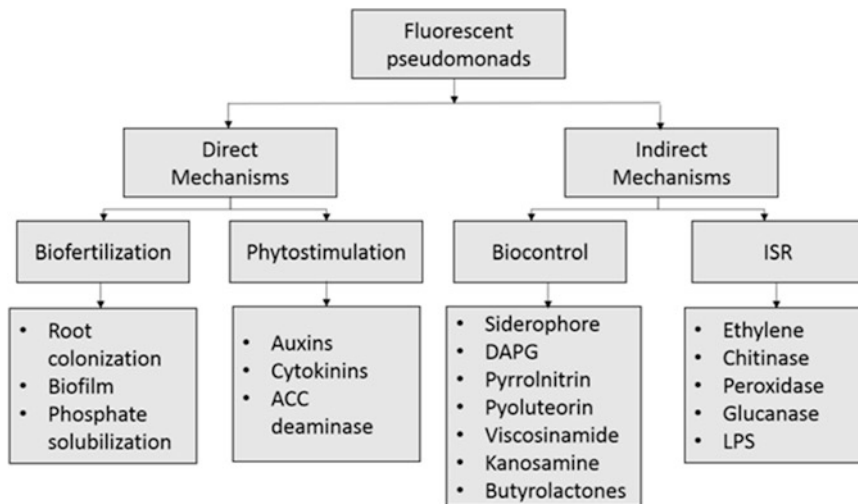 Fluorescent
pseudomonads
Direct
Mechanisms
Indirect
Mechanisms
Biofertilization
Phytostimulation
Biocontrol
ISR
• Root
colonization
• Biofilm
• Phosphate
solubilization
• Auxins
• Cytokinins
• ACC
deaminase
• Siderophore
• DAPG
• Pyrrolnitrin
• Pyoluteorin
• Viscosinamide
• Kanosamine
• Butyrolactones
• Ethylene
• Chitinase
• Peroxidase
• Glucanase
• LPS